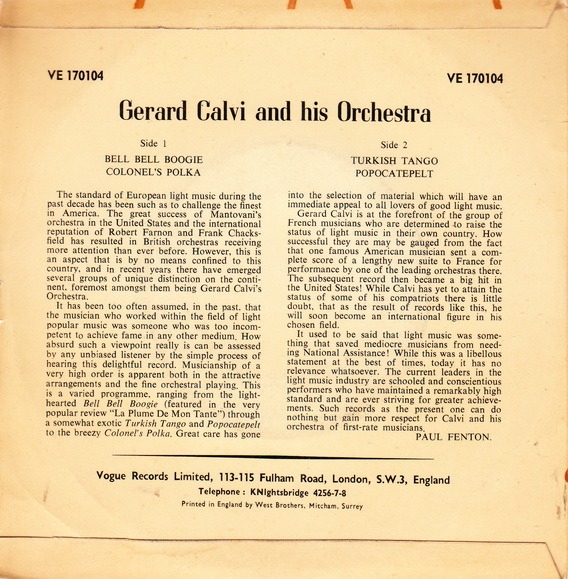 VE 170104 VE 170104
Gerard Calvi and his Orchestra
Side 1
BELL BELL BOOGIE
COLONEL'S POLKA
Side 2
TURKISH TANGO
POPOCATEPELT
The standard of European light music during the
past decade has been such as to challenge the finest
in America. The great success of Mantovani's
orchestra in the United States and the international
reputation of Robert Farnon and Frank Chacks-
field has resulted in British orchestras receiving
more attention than ever before. However, this is
an aspect that is by no means confined to this
country, and in recent years there have emerged
several groups of unique distinction on the conti-
nent, foremost amongst them being Gerard Calvi's
Orchestra.
It has been too often assumed, in the past, that
the musician who worked within the field of light
popular music was someone who was too incom-
petent to achieve fame in any other medium. How
absurd such a viewpoint really is can be assessed
by any unbiased listener by the simple process of
hearing this delightful record. Musicianship of a
very high order is apparent both in the attractive
arrangements and the fine orchestral playing. This
is a varied programme, ranging from the light-
hearted Bell Bell Boogie (featured in the very
popular review "La Plume De Mon Tante") through
a somewhat exotic Turkish Tango and Popocatepelt
to the breezy Colonel's Polka. Great care has gone
into the selection of material which will have an
immediate appeal to all lovers of good light music.
Gerard Calvi is at the forefront of the group of
French musicians who are determined to raise the
status of light music in their own country. How
successful they are may be gauged from the fact
that one famous American musician sent a com-
plete score of a lengthy new suite to France for
performance by one of the leading orchestras there.
The subsequent record then became a big hit in
the United States! While Calvi has yet to attain the
status of some of his compatriots there is little
doubt, that as the result of records like this, he
will soon become an international figure in his
chosen field.
It used to be said that light music was some-
thing that saved mediocre musicians from need-
ing National Assistance! While this was a libellous
statement at the best of times, today it has no
relevance whatsoever. The current leaders in the
light music industry are schooled and conscientious
performers who have maintained a remarkably high
standard and are ever striving for greater achieve-
ments. Such records as the present one can do
nothing but gain more respect for Calvi and his
orchestra of first-rate musicians.
PAUL FENTON.
Vogue Records Limited, 113-115 Fulham Road, London, S.W.3, England
Telephone : KNIghtsbridge 4256-7-8
Printed in England by West Brothers, Mitcham, Surrey